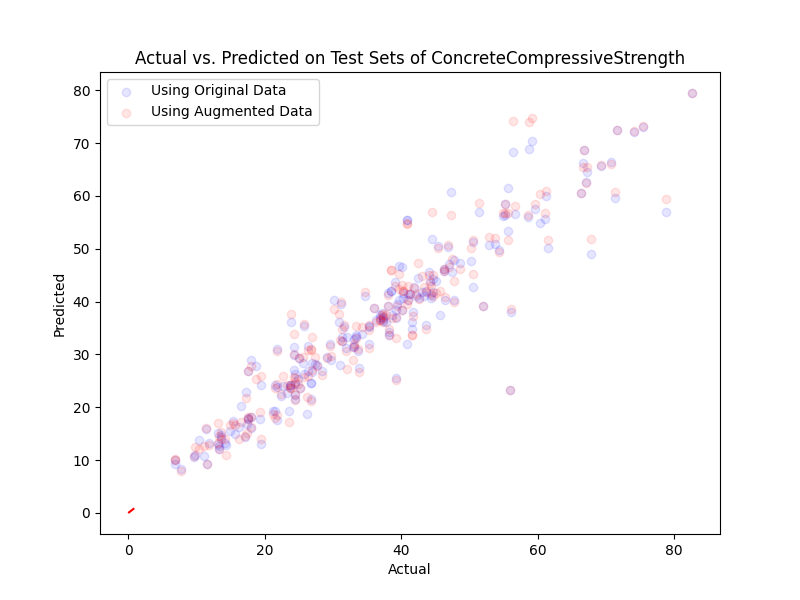 Actual vs. Predicted on Test Sets of ConcreteCompressiveStrength
Using Original Data
Using Augmented Data
80
70
60
50
40
30
20
10
0
Predicted
0 20 40 60 80
Actual